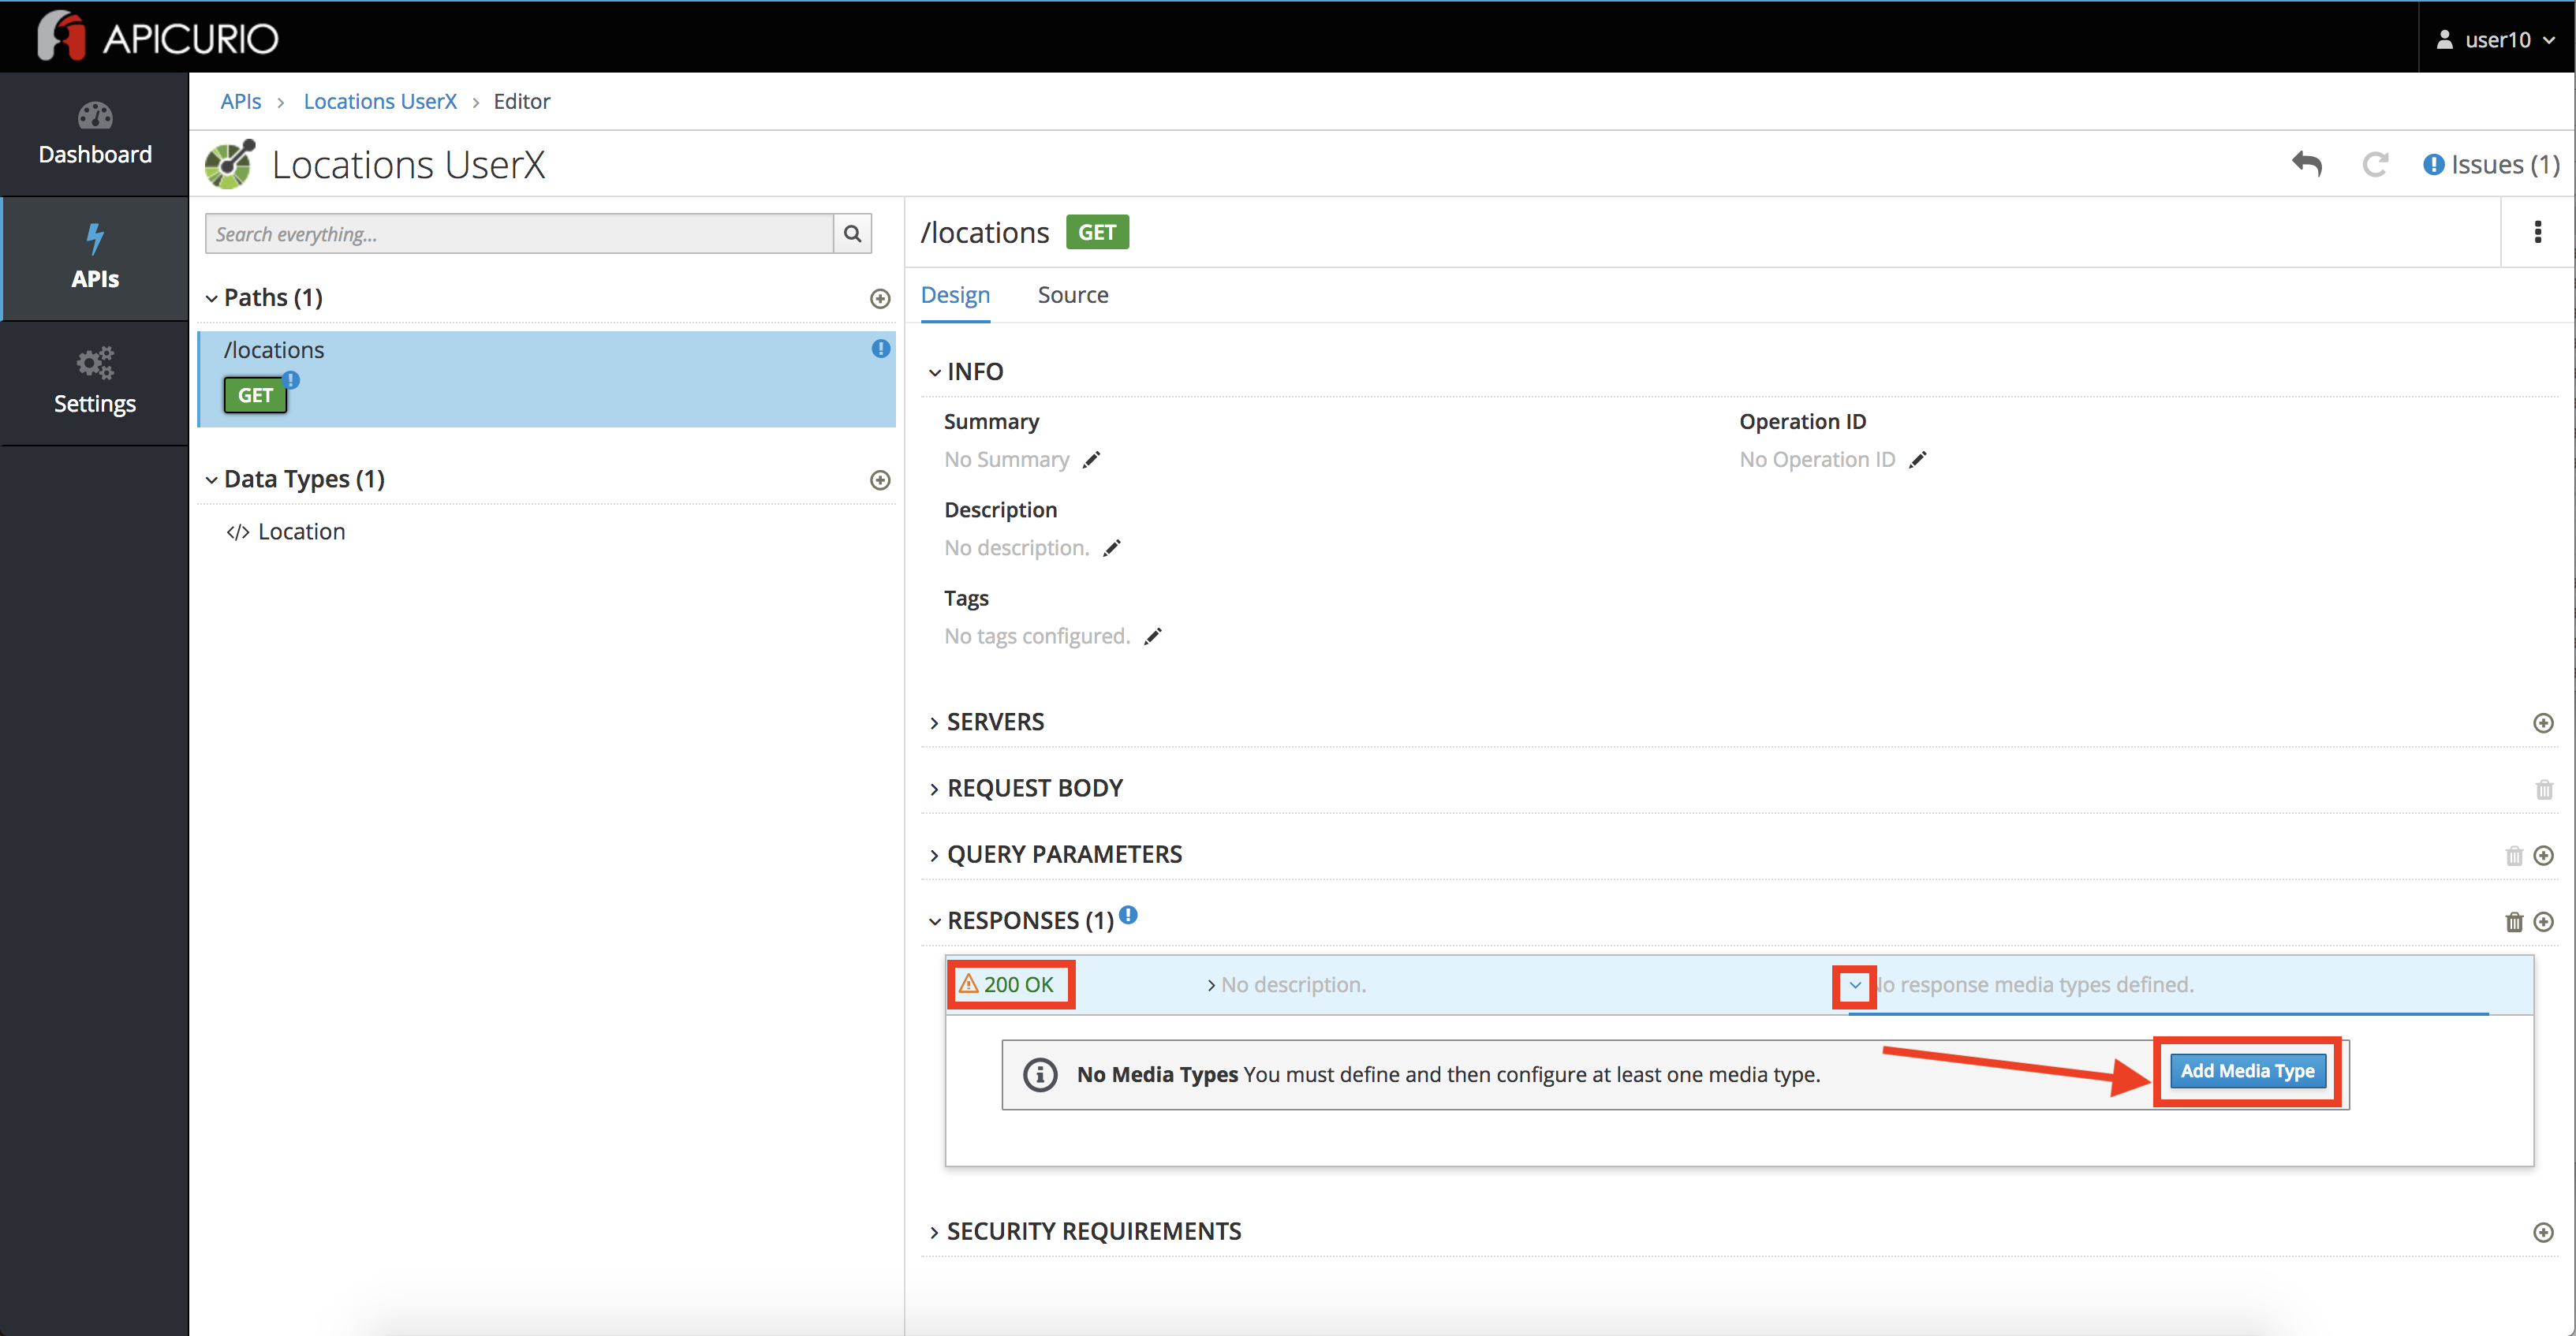 APICURIO
user10
Dashboard
APIs
Settings
APIs > Locations UserX > Editor
Locations UserX
Issues (1)
Search everything...
Paths (1)
/locations
GET
Data Types (1)
</> Location
/locations GET
Design Source
INFO
Summary
No Summary
Operation ID
No Operation ID
Description
No description.
Tags
No tags configured.
SERVERS
REQUEST BODY
QUERY PARAMETERS
RESPONSES (1)
200 OK
No description.
No response media types defined.
No Media Types You must define and then configure at least one media type.
Add Media Type
SECURITY REQUIREMENTS